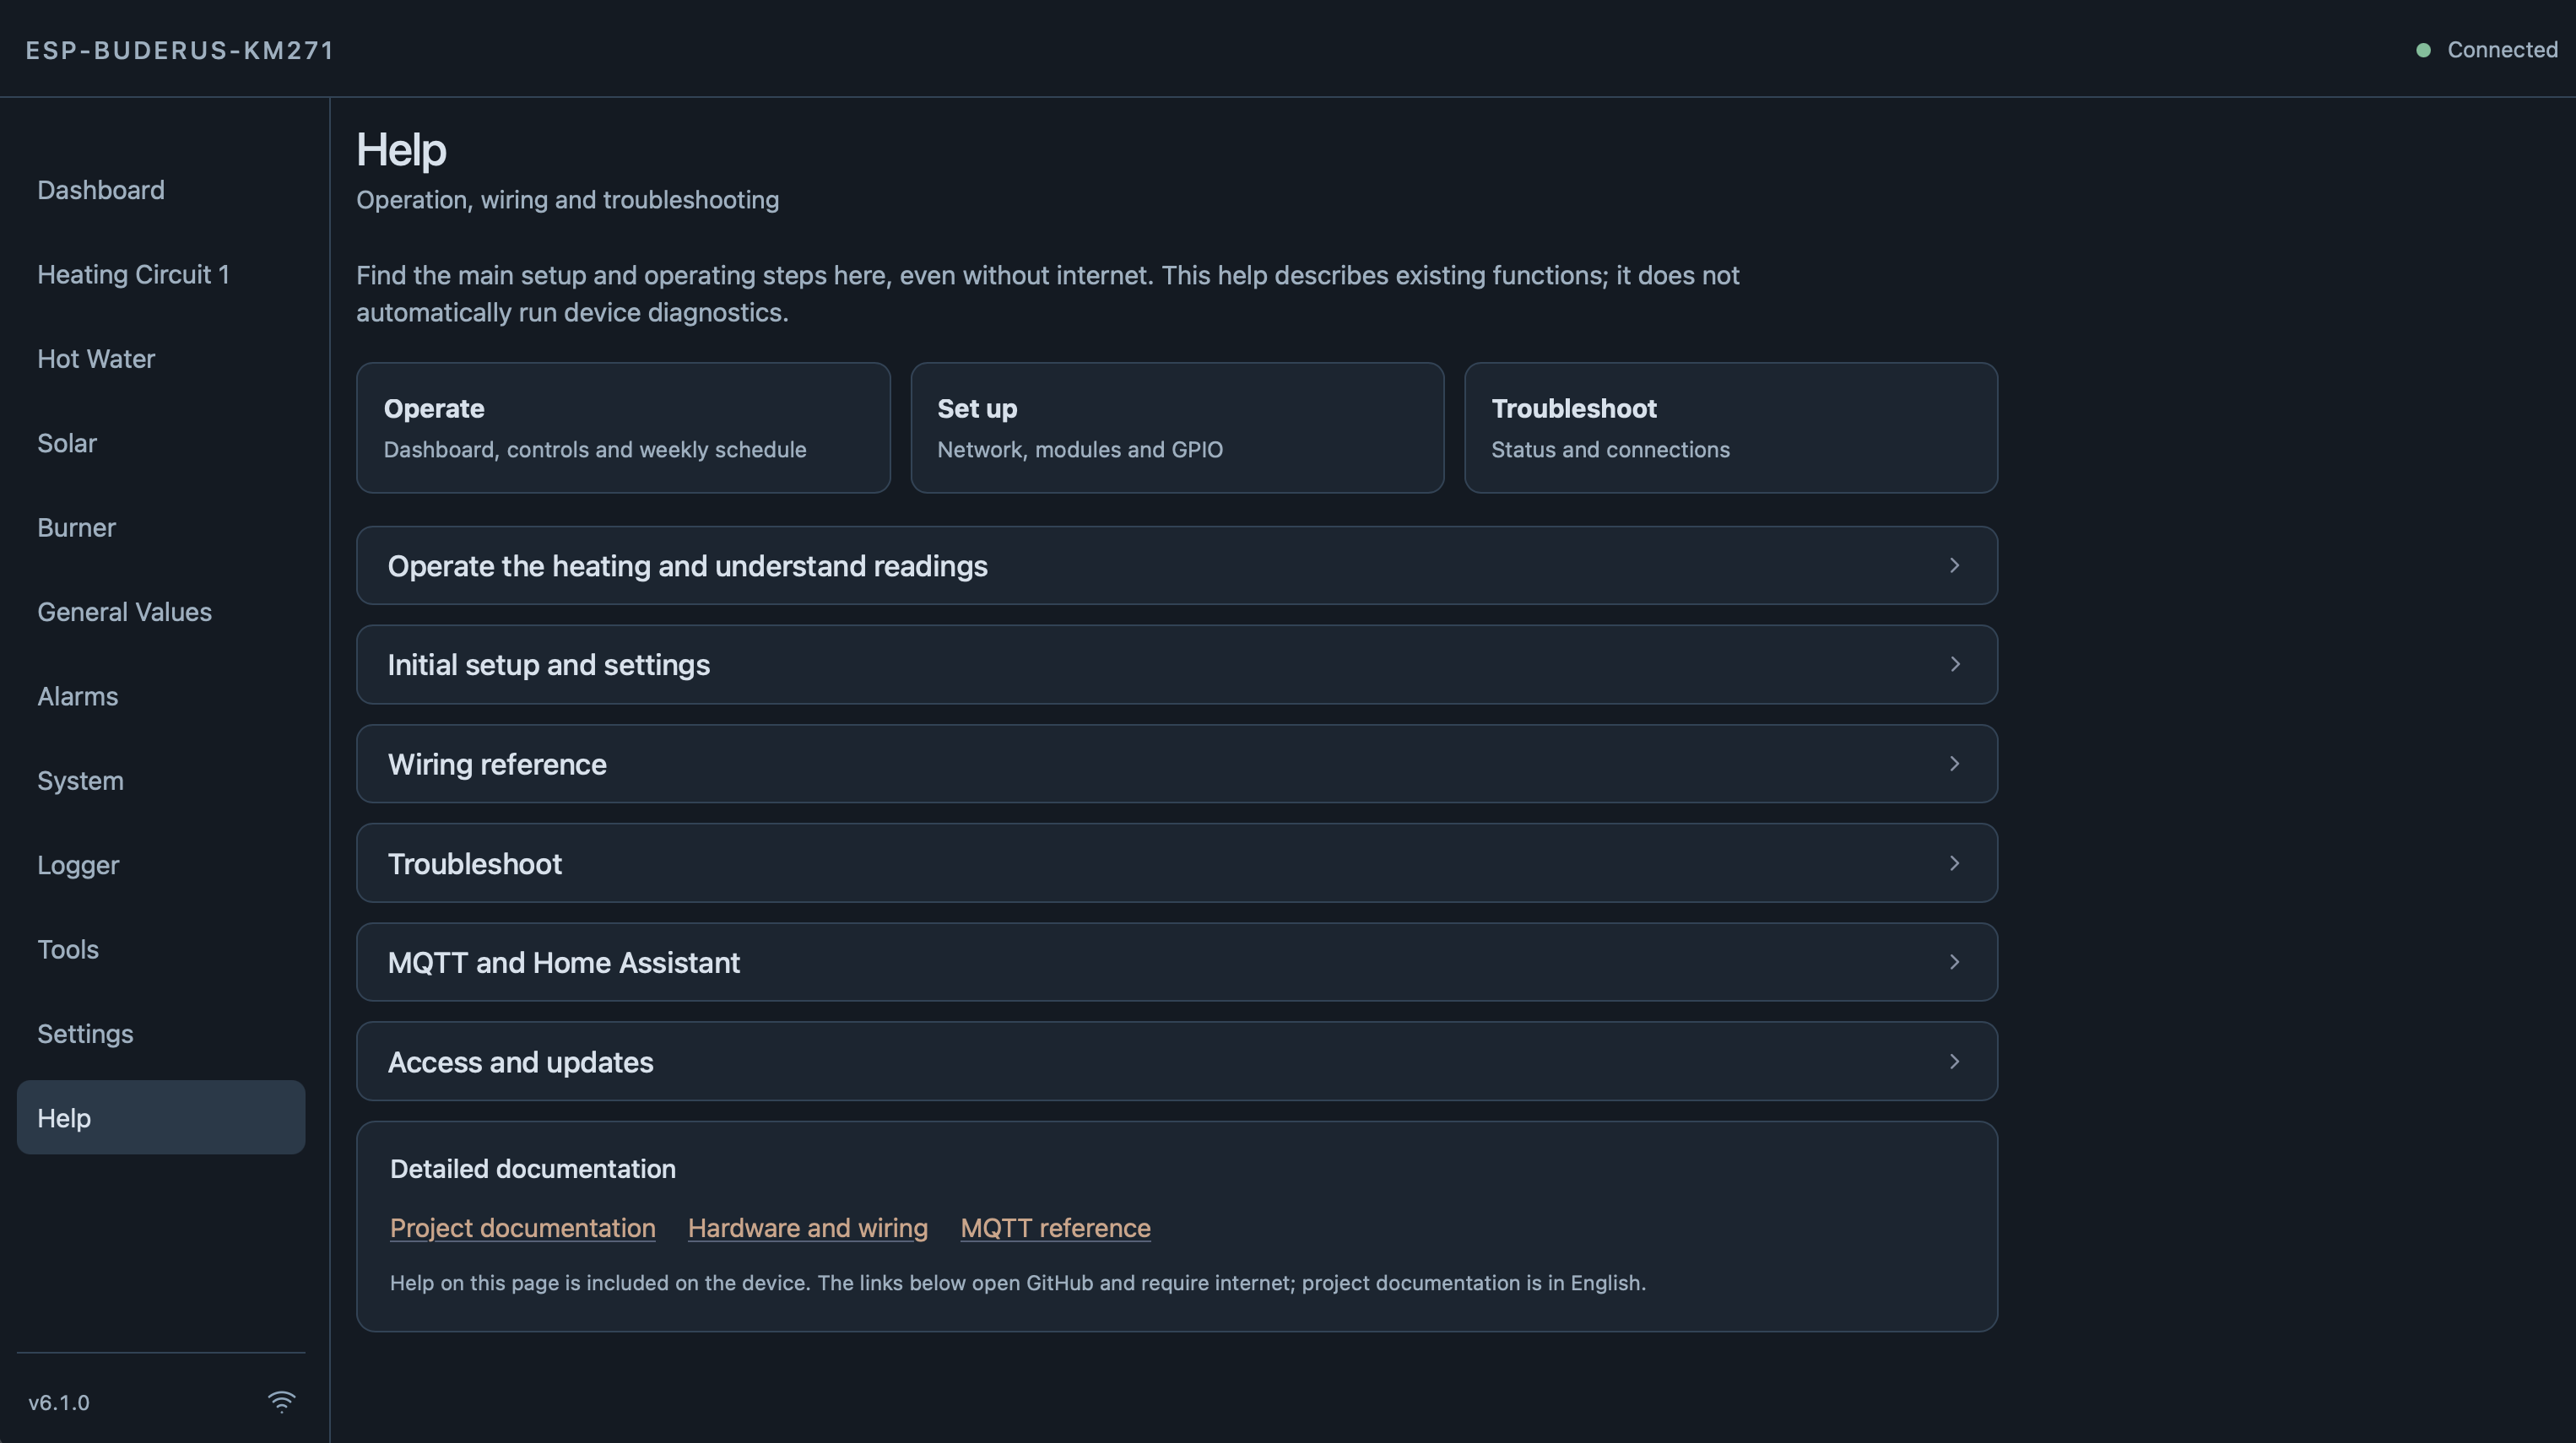 ESP-BUDERUS-KM271
Connected
Dashboard
Heating Circuit 1
Hot Water
Solar
Burner
General Values
Alarms
System
Logger
Tools
Settings
Help
v6.1.0
Help
Operation, wiring and troubleshooting
Find the main setup and operating steps here, even without internet. This help describes existing functions; it does not
automatically run device diagnostics.
Operate
Dashboard, controls and weekly schedule
Set up
Network, modules and GPIO
Troubleshoot
Status and connections
Operate the heating and understand readings
Initial setup and settings
Wiring reference
Troubleshoot
MQTT and Home Assistant
Access and updates
Detailed documentation
Project documentation Hardware and wiring MQTT reference
Help on this page is included on the device. The links below open GitHub and require internet; project documentation is in English.